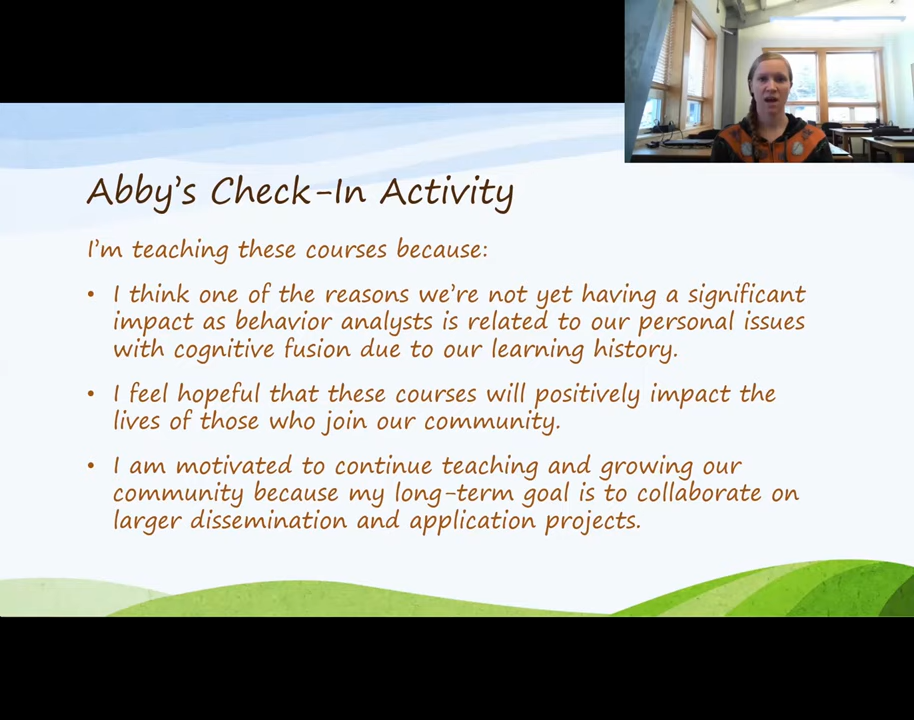 Abby's Check-In Activity
I'm teaching these courses because:
• I think one of the reasons we're not yet having a significant
impact as behavior analysts is related to our personal issues
with cognitive fusion due to our learning history.
• I feel hopeful that these courses will positively impact the
lives of those who join our community.
• I am motivated to continue teaching and growing our
community because my long-term goal is to collaborate on
larger dissemination and application projects.